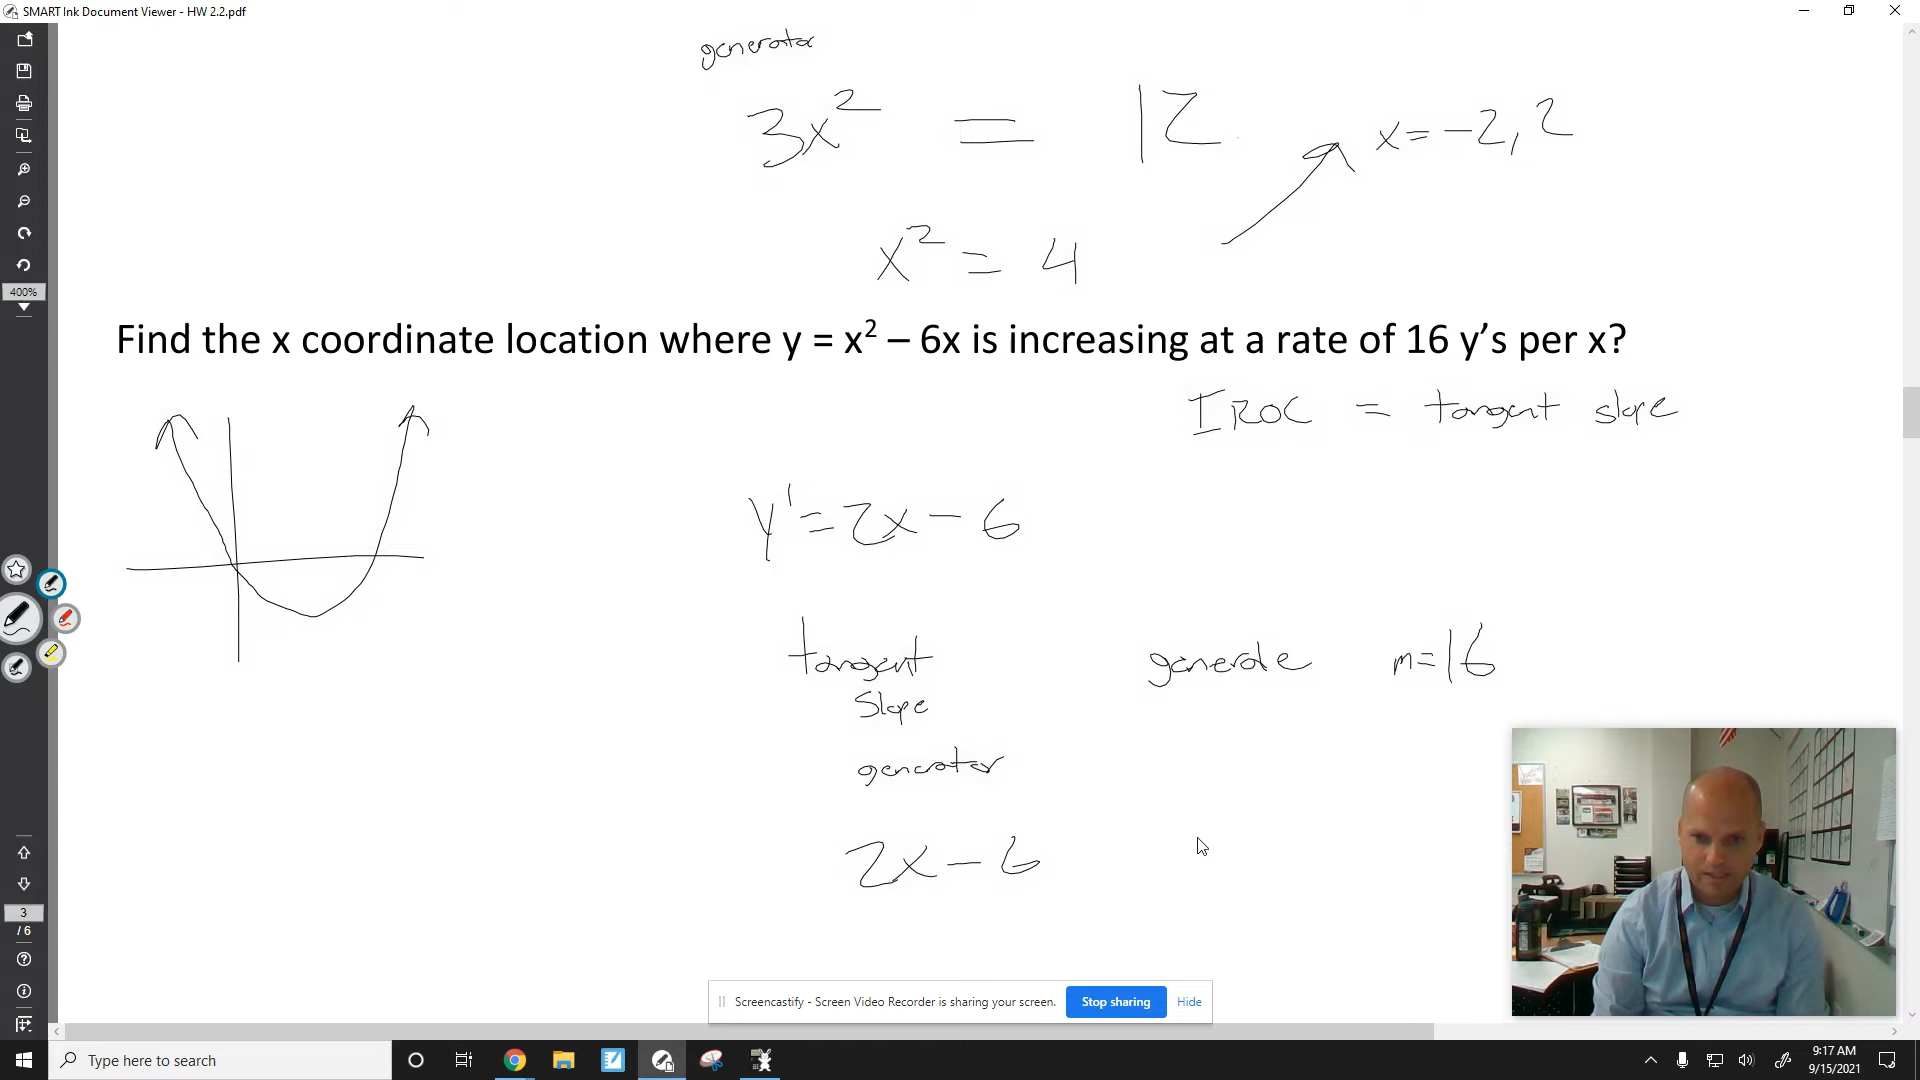 SMART Ink Document Viewer - HW 2.2.pdf
generator
3x² = 12
x = -2, 2
x² = 4
400%
Find the x coordinate location where y = x² – 6x is increasing at a rate of 16 y’s per x?
IROC = tangent slope
y' = 2x - 6
tangent generate m=16
slope
generator
2x - 6
3
/ 6
Screencastify - Screen Video Recorder is sharing your screen. Stop sharing Hide
Type here to search
9:17 AM
9/15/2021